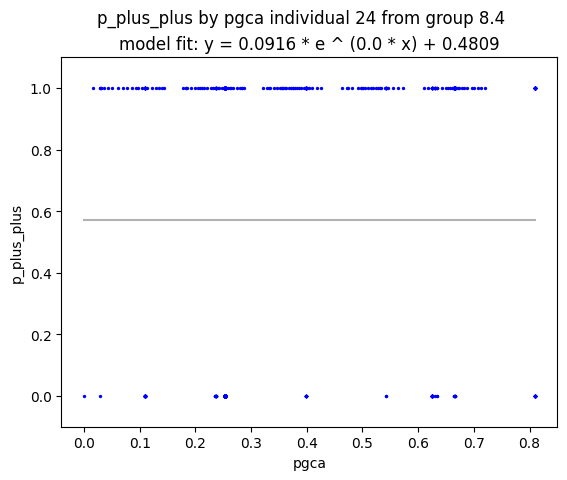 p_plus_plus by pgca individual 24 from group 8.4
model fit: y = 0.0916 * e ^ (0.0 * x) + 0.4809
1.0
0.8
0.6
0.4
0.2
0.0
p_plus_plus
0.0 0.1 0.2 0.3 0.4 0.5 0.6 0.7 0.8
pgca